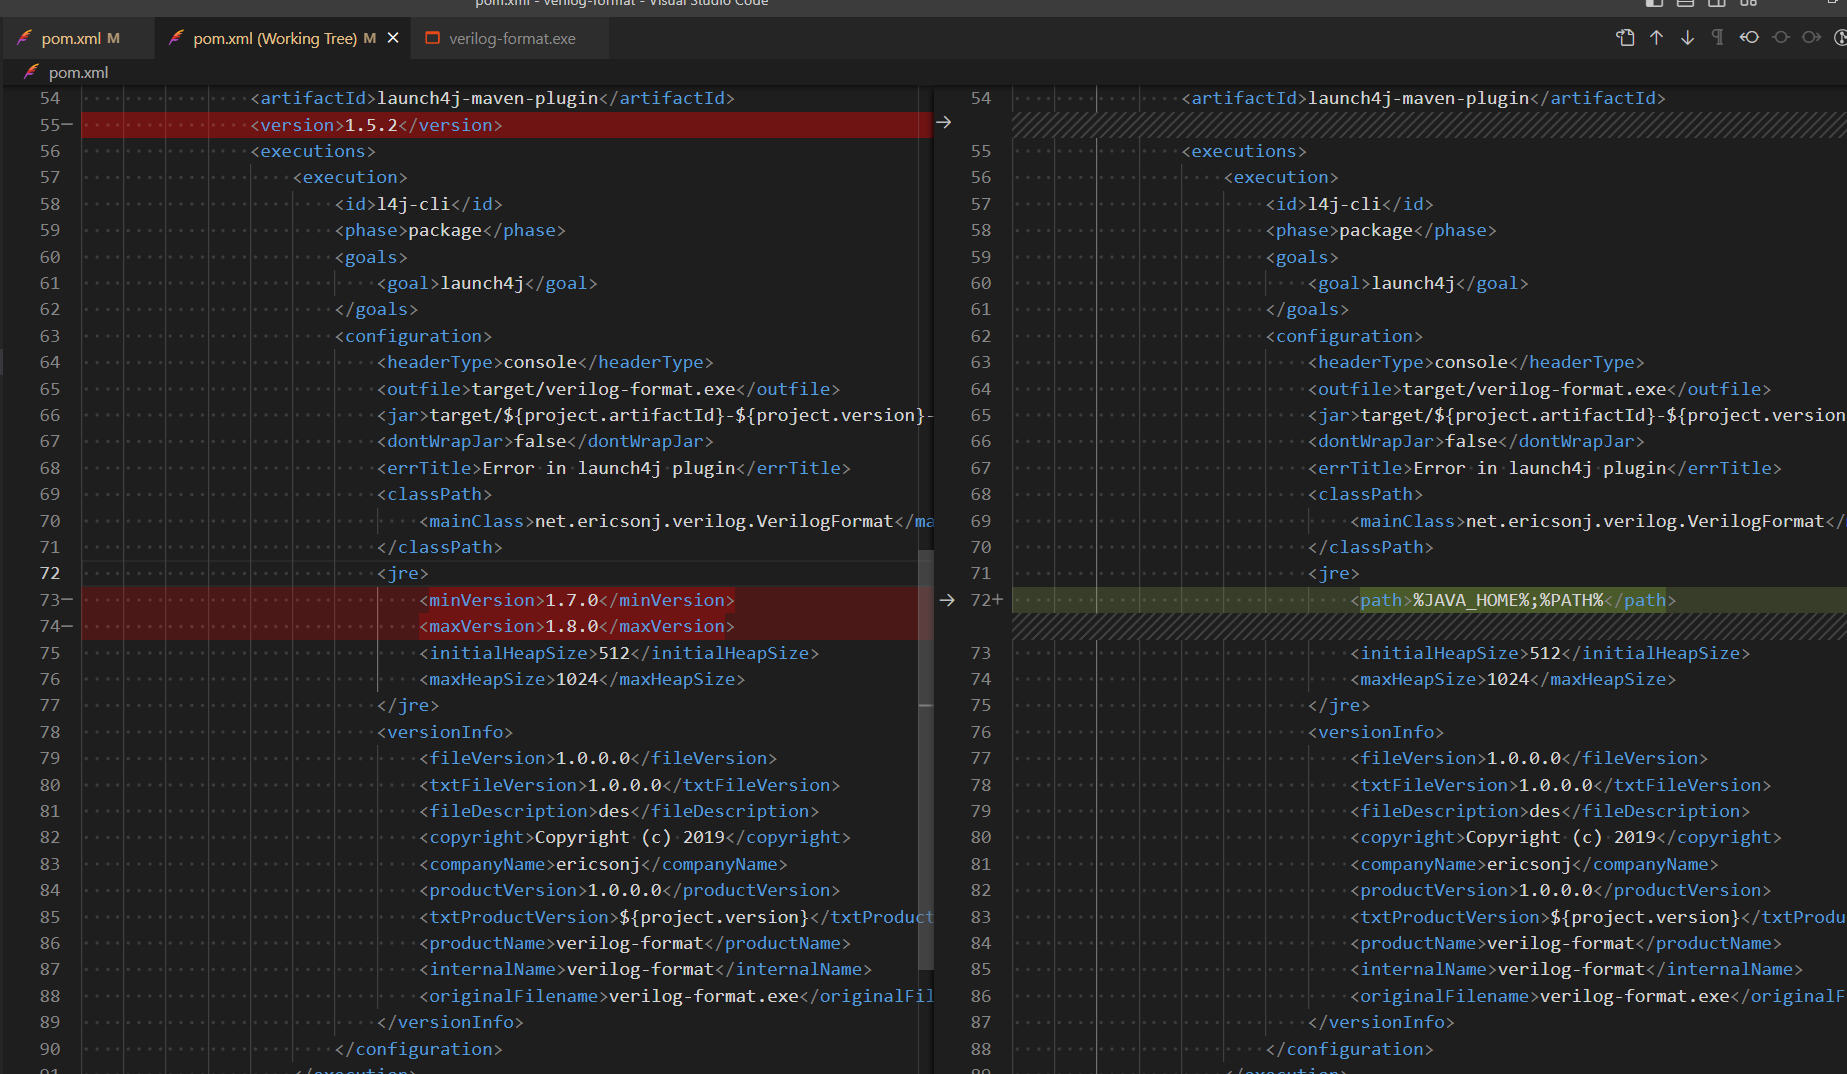 pom.xml - verilog-format - Visual Studio Code
pom.xml M
pom.xml (Working Tree) M
verilog-format.exe
pom.xml
54 <artifactId>launch4j-maven-plugin</artifactId>
55− <version>1.5.2</version>
56 <executions>
57 <execution>
58 <id>l4j-cli</id>
59 <phase>package</phase>
60 <goals>
61 <goal>launch4j</goal>
62 </goals>
63 <configuration>
64 <headerType>console</headerType>
65 <outfile>target/verilog-format.exe</outfile>
66 <jar>target/${project.artifactId}-${project.version}-
67 <dontWrapJar>false</dontWrapJar>
68 <errTitle>Error in launch4j plugin</errTitle>
69 <classPath>
70 <mainClass>net.ericsonj.verilog.VerilogFormat</ma
71 </classPath>
72 <jre>
73− <minVersion>1.7.0</minVersion>
74− <maxVersion>1.8.0</maxVersion>
75 <initialHeapSize>512</initialHeapSize>
76 <maxHeapSize>1024</maxHeapSize>
77 </jre>
78 <versionInfo>
79 <fileVersion>1.0.0.0</fileVersion>
80 <txtFileVersion>1.0.0.0</txtFileVersion>
81 <fileDescription>des</fileDescription>
82 <copyright>Copyright (c) 2019</copyright>
83 <companyName>ericsonj</companyName>
84 <productVersion>1.0.0.0</productVersion>
85 <txtProductVersion>${project.version}</txtProduct
86 <productName>verilog-format</productName>
87 <internalName>verilog-format</internalName>
88 <originalFilename>verilog-format.exe</originalFil
89 </versionInfo>
90 </configuration>
91 </execution>
54 <artifactId>launch4j-maven-plugin</artifactId>
55 <executions>
56 <execution>
57 <id>l4j-cli</id>
58 <phase>package</phase>
59 <goals>
60 <goal>launch4j</goal>
61 </goals>
62 <configuration>
63 <headerType>console</headerType>
64 <outfile>target/verilog-format.exe</outfile>
65 <jar>target/${project.artifactId}-${project.version
66 <dontWrapJar>false</dontWrapJar>
67 <errTitle>Error in launch4j plugin</errTitle>
68 <classPath>
69 <mainClass>net.ericsonj.verilog.VerilogFormat</
70 </classPath>
71 <jre>
72+ <path>%JAVA_HOME%;%PATH%</path>
73 <initialHeapSize>512</initialHeapSize>
74 <maxHeapSize>1024</maxHeapSize>
75 </jre>
76 <versionInfo>
77 <fileVersion>1.0.0.0</fileVersion>
78 <txtFileVersion>1.0.0.0</txtFileVersion>
79 <fileDescription>des</fileDescription>
80 <copyright>Copyright (c) 2019</copyright>
81 <companyName>ericsonj</companyName>
82 <productVersion>1.0.0.0</productVersion>
83 <txtProductVersion>${project.version}</txtProdu
84 <productName>verilog-format</productName>
85 <internalName>verilog-format</internalName>
86 <originalFilename>verilog-format.exe</originalF
87 </versionInfo>
88 </configuration>
89 </execution>